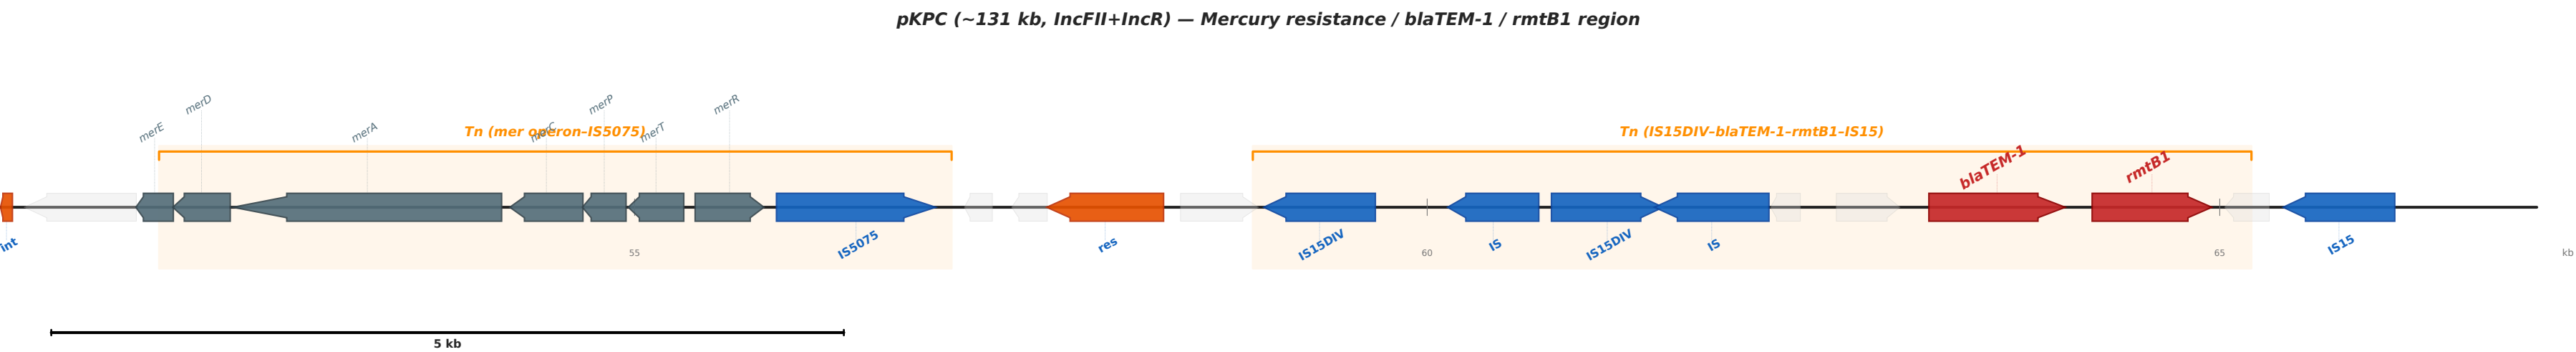 pKPC (~131 kb, IncFII+IncR) — Mercury resistance / blaTEM-1 / rmtB1 region
merD
merP
merR
merE
merA
Tn (mer operon–IS5075)
merC
merT
Tn (IS15DIV–blaTEM-1–rmtB1–IS15)
blaTEM-1
rmtB1
int
IS5075
res
IS15DIV
IS
IS15DIV
IS
IS15
55
60
65
kb
5 kb